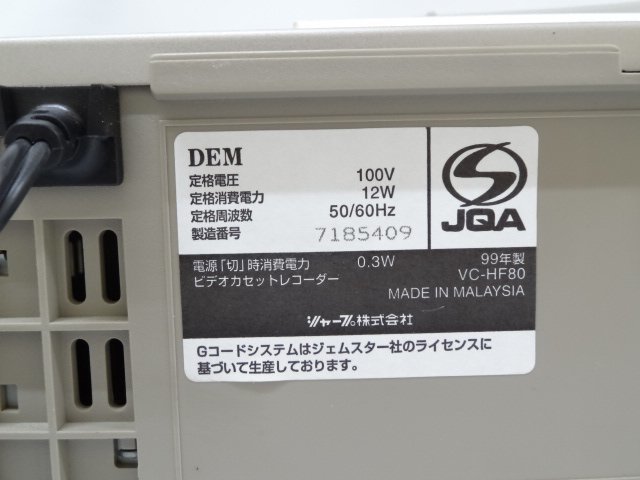 DEM
定格電圧 100V
定格消費電力 12W
定格周波数 50/60Hz
製造番号 7185409
JQA
電源「切」時消費電力 0.3W
ビデオカセットレコーダー
99年製
VC-HF80
MADE IN MALAYSIA
シャープ株式会社
Gコードシステムはジェムスター社のライセンスに
基づいて生産しております。